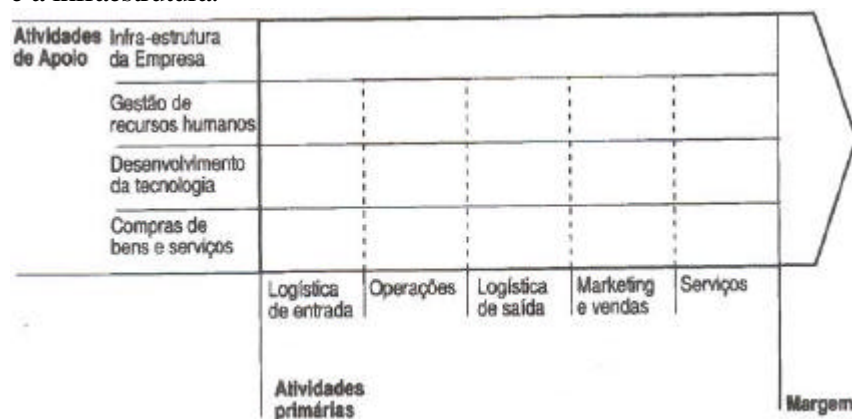 e a infraestrutura.
Atividades de Apoio
Infra-estrutura da Empresa
Gestão de recursos humanos
Desenvolvimento da tecnologia
Compras de bens e serviços
Logística de entrada
Operações
Logística de saída
Marketing e vendas
Serviços
Atividades primárias
Margem